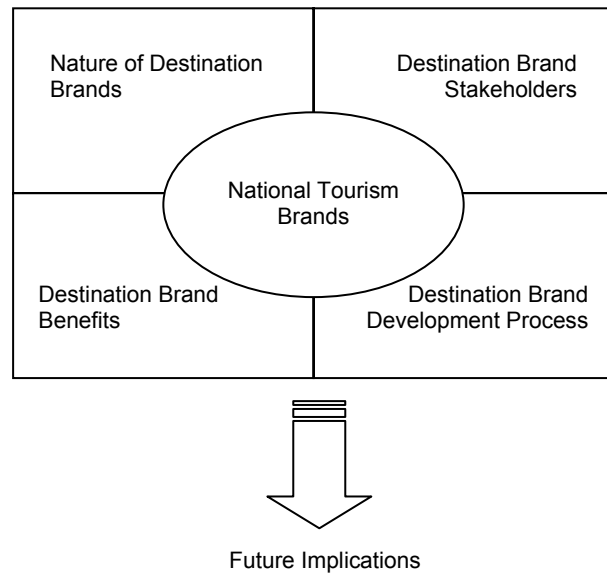 Nature of Destination
Brands
Destination Brand
Stakeholders
National Tourism
Brands
Destination Brand
Benefits
Destination Brand
Development Process
Future Implications